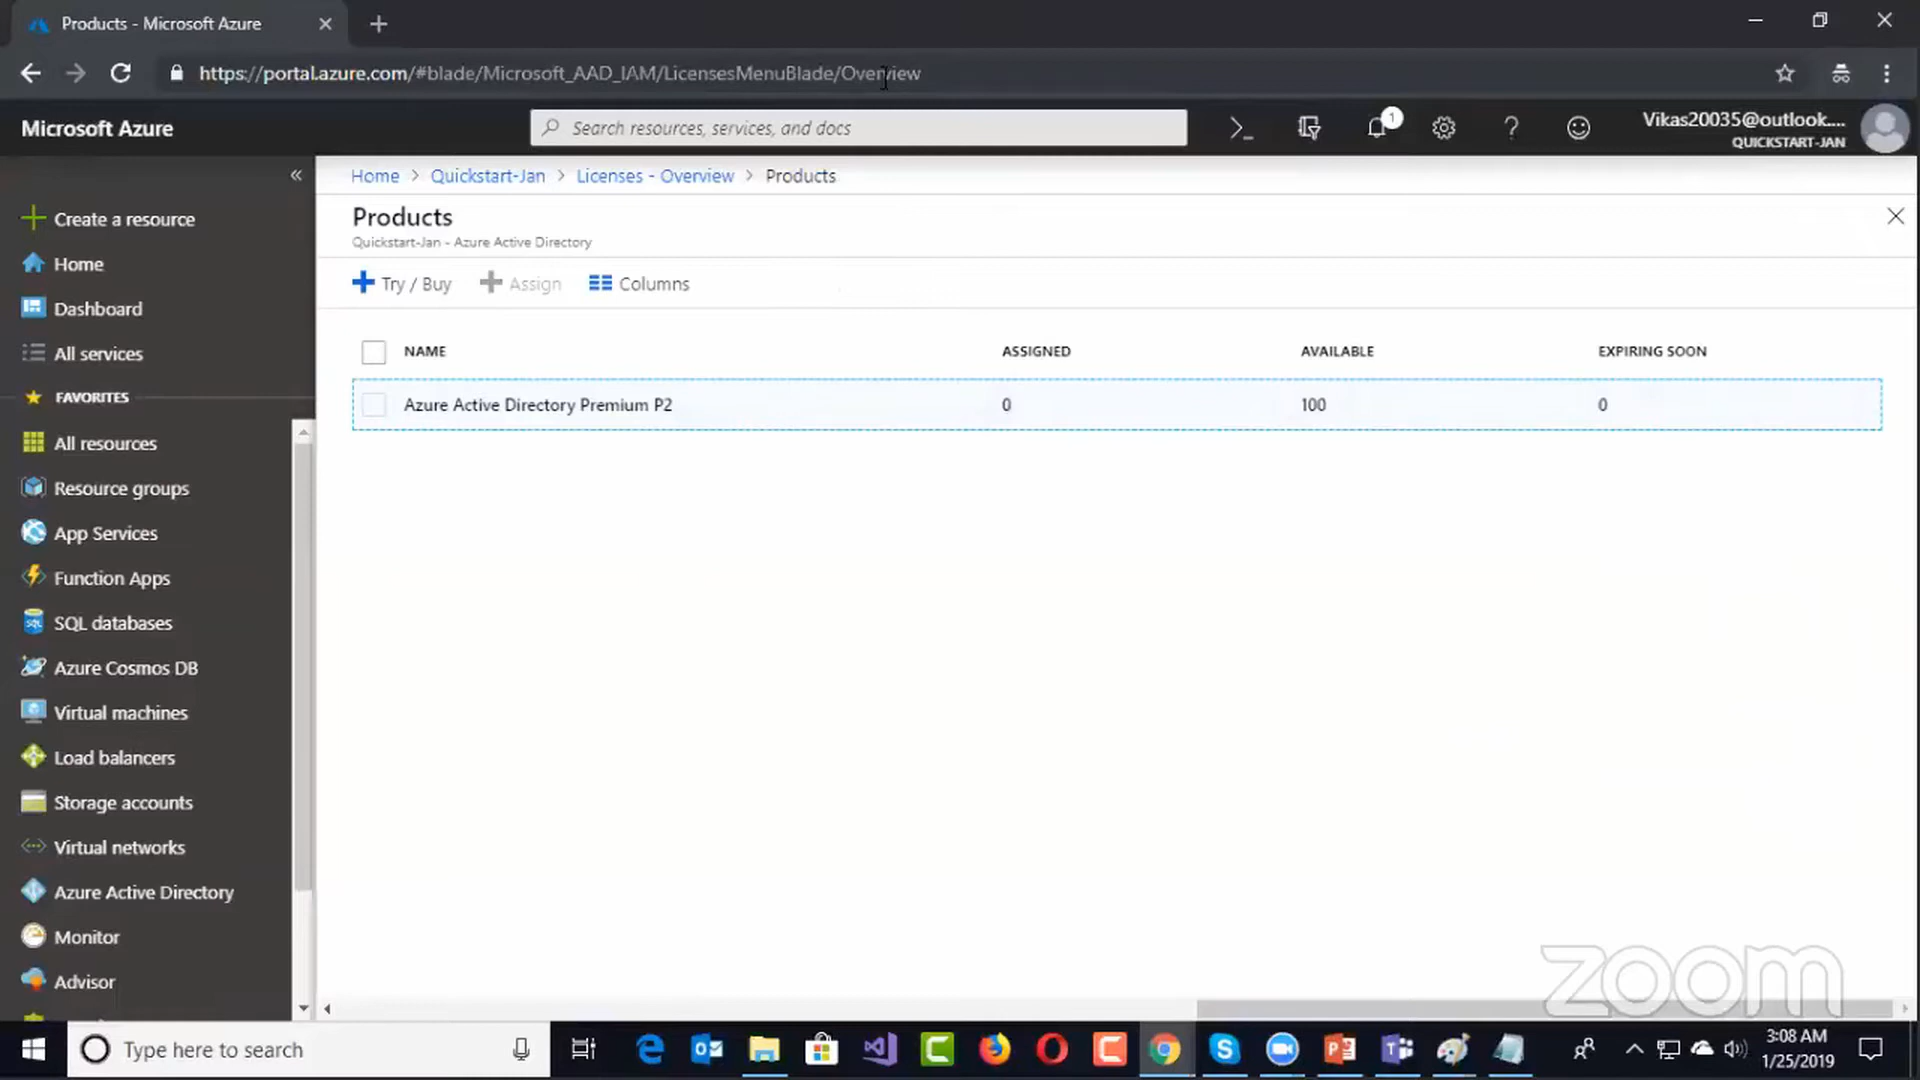 Products - Microsoft Azure
https://portal.azure.com/#blade/Microsoft_AAD_IAM/LicensesMenuBlade/Overview
Microsoft Azure
Search resources, services, and docs
1
Vikas20035@outlook....
QUICKSTART-JAN
Create a resource
Home
Dashboard
All services
FAVORITES
All resources
Resource groups
App Services
Function Apps
SQL databases
Azure Cosmos DB
Virtual machines
Load balancers
Storage accounts
Virtual networks
Azure Active Directory
Monitor
Advisor
Home > Quickstart-Jan > Licenses - Overview > Products
Products
Quickstart-Jan - Azure Active Directory
Try / Buy Assign Columns
NAME ASSIGNED AVAILABLE EXPIRING SOON
Azure Active Directory Premium P2 0 100 0
zoom
Type here to search
3:08 AM
1/25/2019